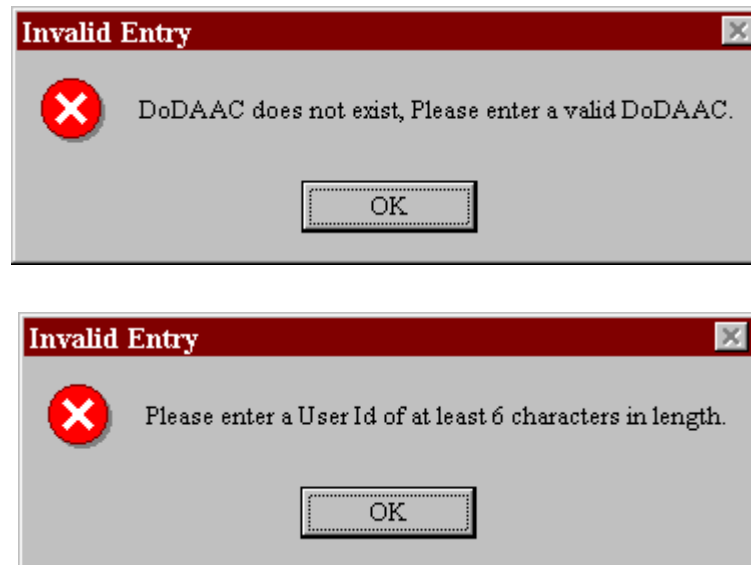 Invalid Entry
DoDAAC does not exist, Please enter a valid DoDAAC.
OK
Invalid Entry
Please enter a User Id of at least 6 characters in length.
OK